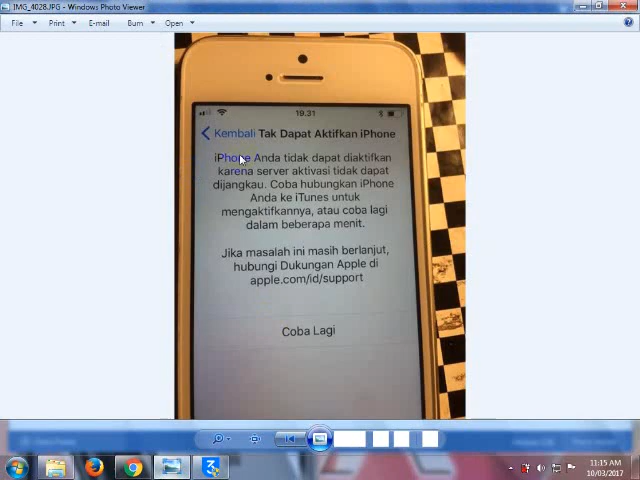 IMG_4028.JPG - Windows Photo Viewer
File Print E-mail Burn Open
19.31
Kembali Tak Dapat Aktifkan iPhone
iPhone Anda tidak dapat diaktifkan
karena server aktivasi tidak dapat
dijangkau. Coba hubungkan iPhone
Anda ke iTunes untuk
mengaktifkannya, atau coba lagi
dalam beberapa menit.
Jika masalah ini masih berlanjut,
hubungi Dukungan Apple di
apple.com/id/support
Coba Lagi
11:15 AM
10/03/2017